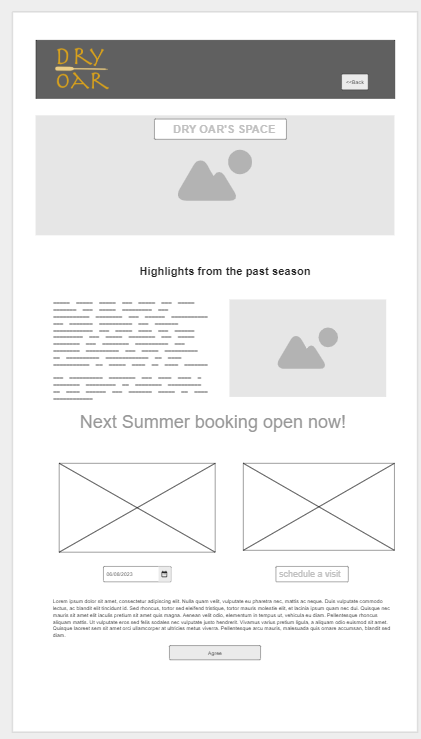 DRY
OAR
<<Back
DRY OAR'S SPACE
Highlights from the past season
Next Summer booking open now!
08/08/2023
schedule a visit
Lorem ipsum dolor sit amet, consectetur adipiscing elit. Nulla quam velit, vulputate eu pharetra nec, mattis ac neque. Duis vulputate commodo
lectus, ac blandit elit tincidunt id. Sed rhoncus, tortor sed eleifend tristique, tortor mauris molestie elit, et lacinia ipsum quam nec dui. Quisque nec
mauris sit amet elit iaculis pretium sit amet quis magna. Aenean velit odio, elementum in tempus ut, vehicula eu diam. Pellentesque rhoncus
aliquam mattis. Ut vulputate eros sed felis sodales nec vulputate justo hendrerit. Vivamus varius pretium ligula, a aliquam odio euismod sit amet.
Quisque laoreet sem sit amet orci ullamcorper at ultricies metus viverra. Pellentesque arcu mauris, malesuada quis ornare accumsan, blandit sed
diam.
Agree